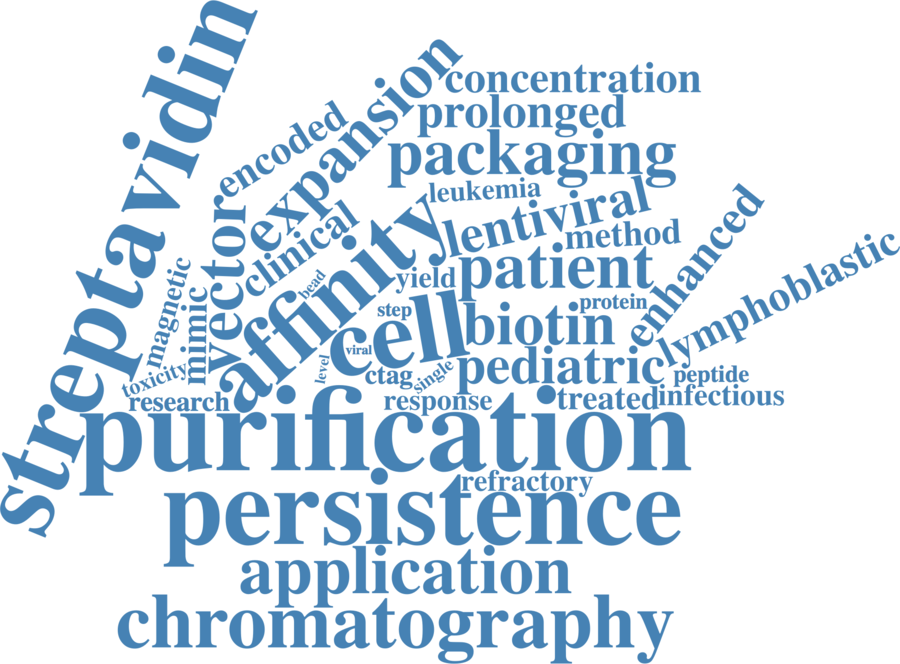 streptavidin
concentration
expansion
prolonged
encoded
packaging
leukemia
lentiviral
clinical
vector
affinity
method
enhanced
patient
lymphoblastic
magnetic
bead
yield
protein
mimic
step
cell
biotin
viral
level
toxicity
ctag
single
pediatric
peptide
research
response
treated
infectious
purification
refractory
persistence
application
chromatography